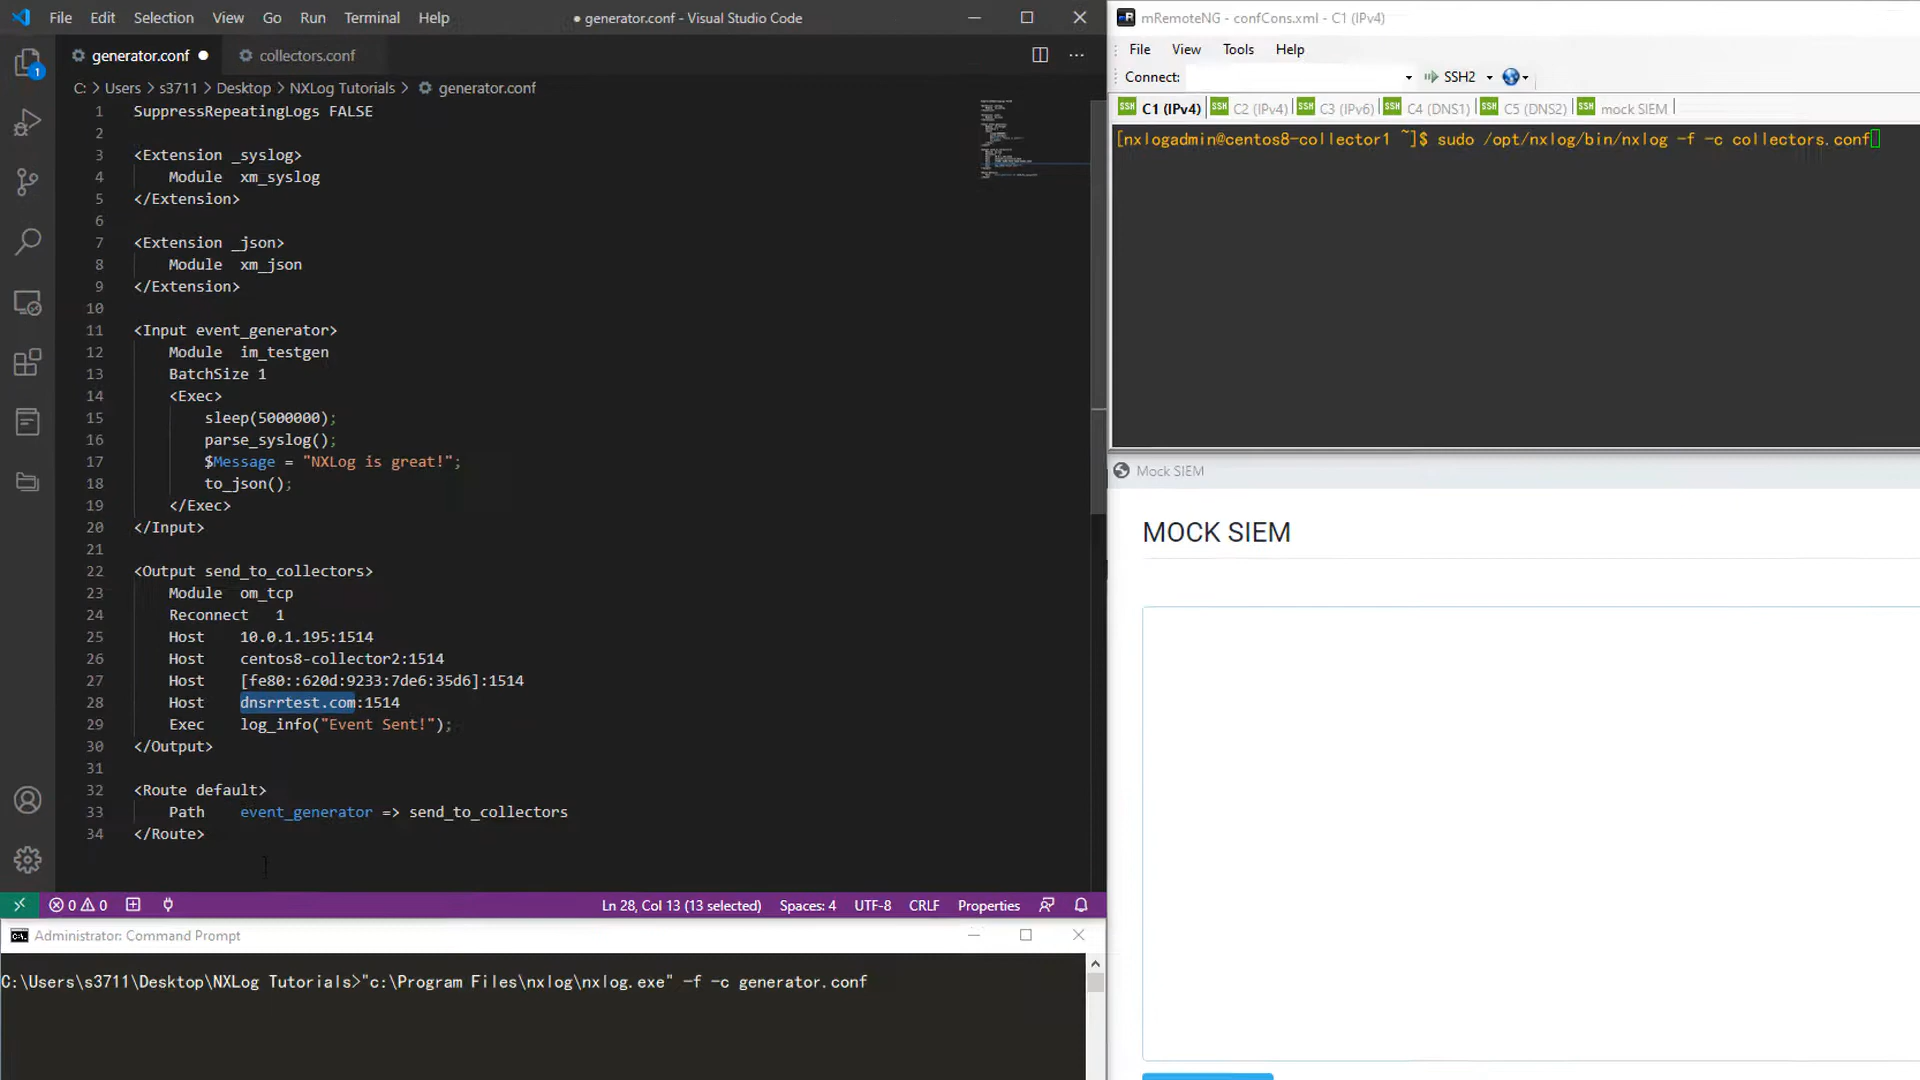 File Edit Selection View Go Run Terminal Help
● generator.conf - Visual Studio Code
generator.conf
collectors.conf
C: > Users > s3711 > Desktop > NXLog Tutorials > generator.conf
1
1 SuppressRepeatingLogs FALSE
2
3 <Extension _syslog>
4 Module xm_syslog
5 </Extension>
6
7 <Extension _json>
8 Module xm_json
9 </Extension>
10
11 <Input event_generator>
12 Module im_testgen
13 BatchSize 1
14 <Exec>
15 sleep(5000000);
16 parse_syslog();
17 $Message = "NXLog is great!";
18 to_json();
19 </Exec>
20 </Input>
21
22 <Output send_to_collectors>
23 Module om_tcp
24 Reconnect 1
25 Host 10.0.1.195:1514
26 Host centos8-collector2:1514
27 Host [fe80::620d:9233:7de6:35d6]:1514
28 Host dnsrrtest.com:1514
29 Exec log_info("Event Sent!");
30 </Output>
31
32 <Route default>
33 Path event_generator => send_to_collectors
34 </Route>
0 0
Ln 28, Col 13 (13 selected) Spaces: 4 UTF-8 CRLF Properties
Administrator: Command Prompt
C:\Users\s3711\Desktop\NXLog Tutorials>"c:\Program Files\nxlog\nxlog.exe" -f -c generator.conf
mRemoteNG - confCons.xml - C1 (IPv4)
File View Tools Help
Connect: SSH2
SSH C1 (IPv4) SSH C2 (IPv4) SSH C3 (IPv6) SSH C4 (DNS1) SSH C5 (DNS2) SSH mock SIEM
[nxlogadmin@centos8-collector1 ~]$ sudo /opt/nxlog/bin/nxlog -f -c collectors.conf
Mock SIEM
MOCK SIEM